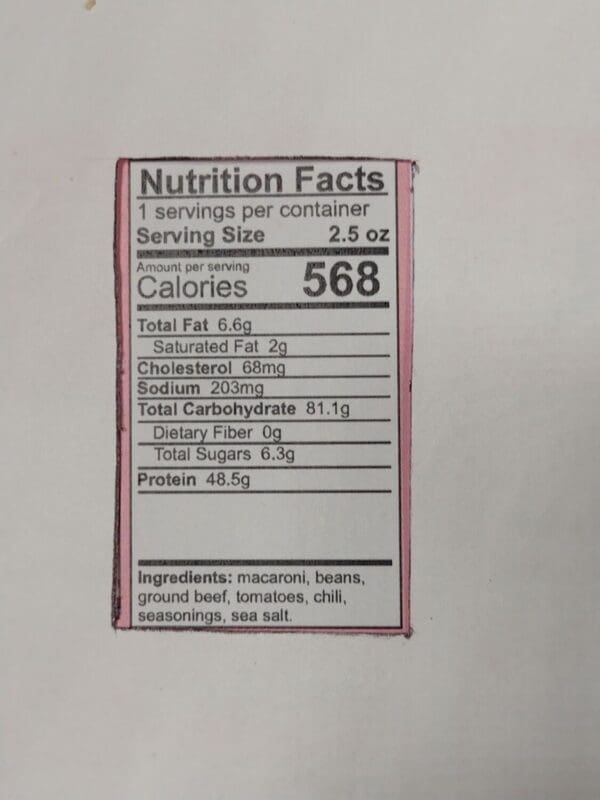 Nutrition Facts
1 servings per container
Serving Size 2.5 oz
Amount per serving
Calories 568
Total Fat 6.6g
Saturated Fat 2g
Cholesterol 68mg
Sodium 203mg
Total Carbohydrate 81.1g
Dietary Fiber 0g
Total Sugars 6.3g
Protein 48.5g
Ingredients: macaroni, beans,
ground beef, tomatoes, chili,
seasonings, sea salt.